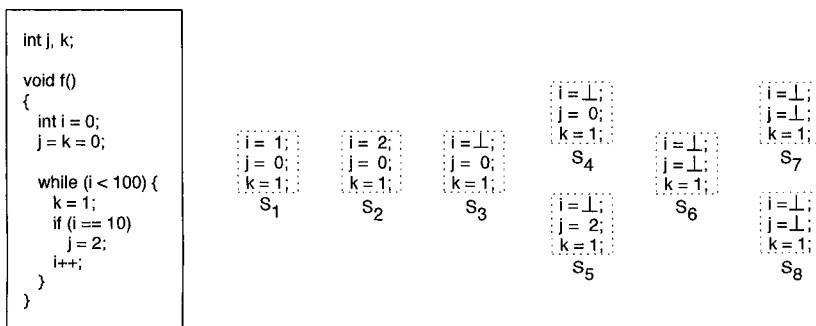 int j, k;
void f()
{
int i = 0;
j = k = 0;
while (i < 100) {
k = 1;
if (i == 10)
j = 2;
i++;
}
}
i = 1;
j = 0;
k = 1;
S1
i = 2;
j = 0;
k = 1;
S2
i = ⊥;
j = 0;
k = 1;
S3
i = ⊥;
j = 0;
k = 1;
S4
i = ⊥;
j = 2;
k = 1;
S5
i = ⊥;
j = ⊥;
k = 1;
S6
i = ⊥;
j = ⊥;
k = 1;
S7
i = ⊥;
j = ⊥;
k = 1;
S8